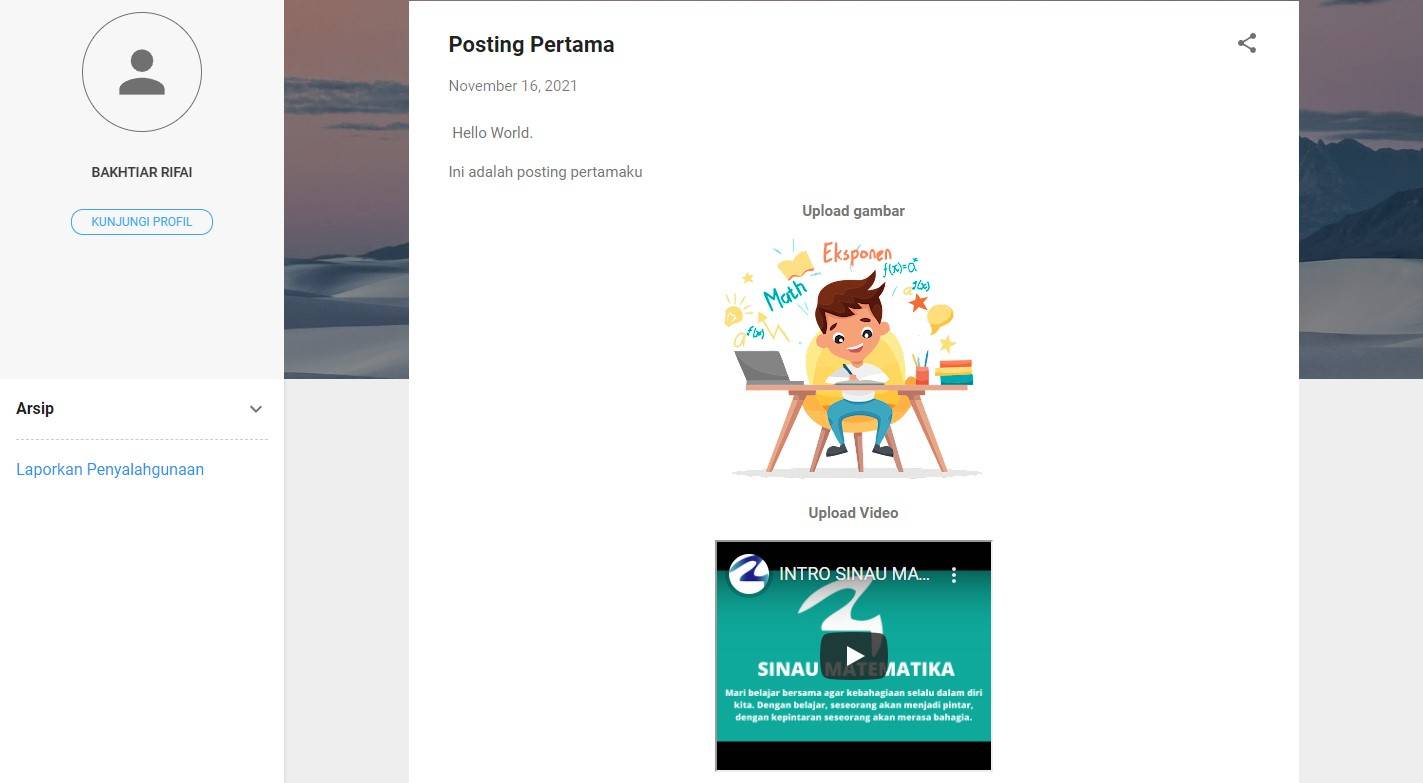 BAKHTIAR RIFAI
KUNJUNGI PROFIL
Arsip
Laporkan Penyalahgunaan
Posting Pertama
November 16, 2021
Hello World.
Ini adalah posting pertamaku
Upload gambar
Eksponen
f(x)=aˣ
Math
a^g(x)
a^f(x)
Upload Video
INTRO SINAU MA...
SINAU MATEMATIKA
Mari belajar bersama agar kebahagiaan selalu dalam diri
kita. Dengan belajar, seseorang akan menjadi pintar,
dengan kepintaran seseorang akan merasa bahagia.